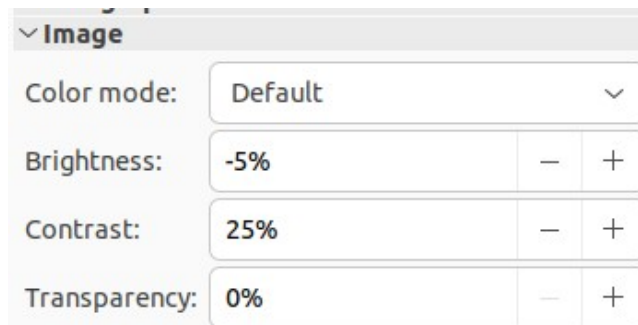 Image
Color mode: Default
Brightness: -5%
Contrast: 25%
Transparency: 0%